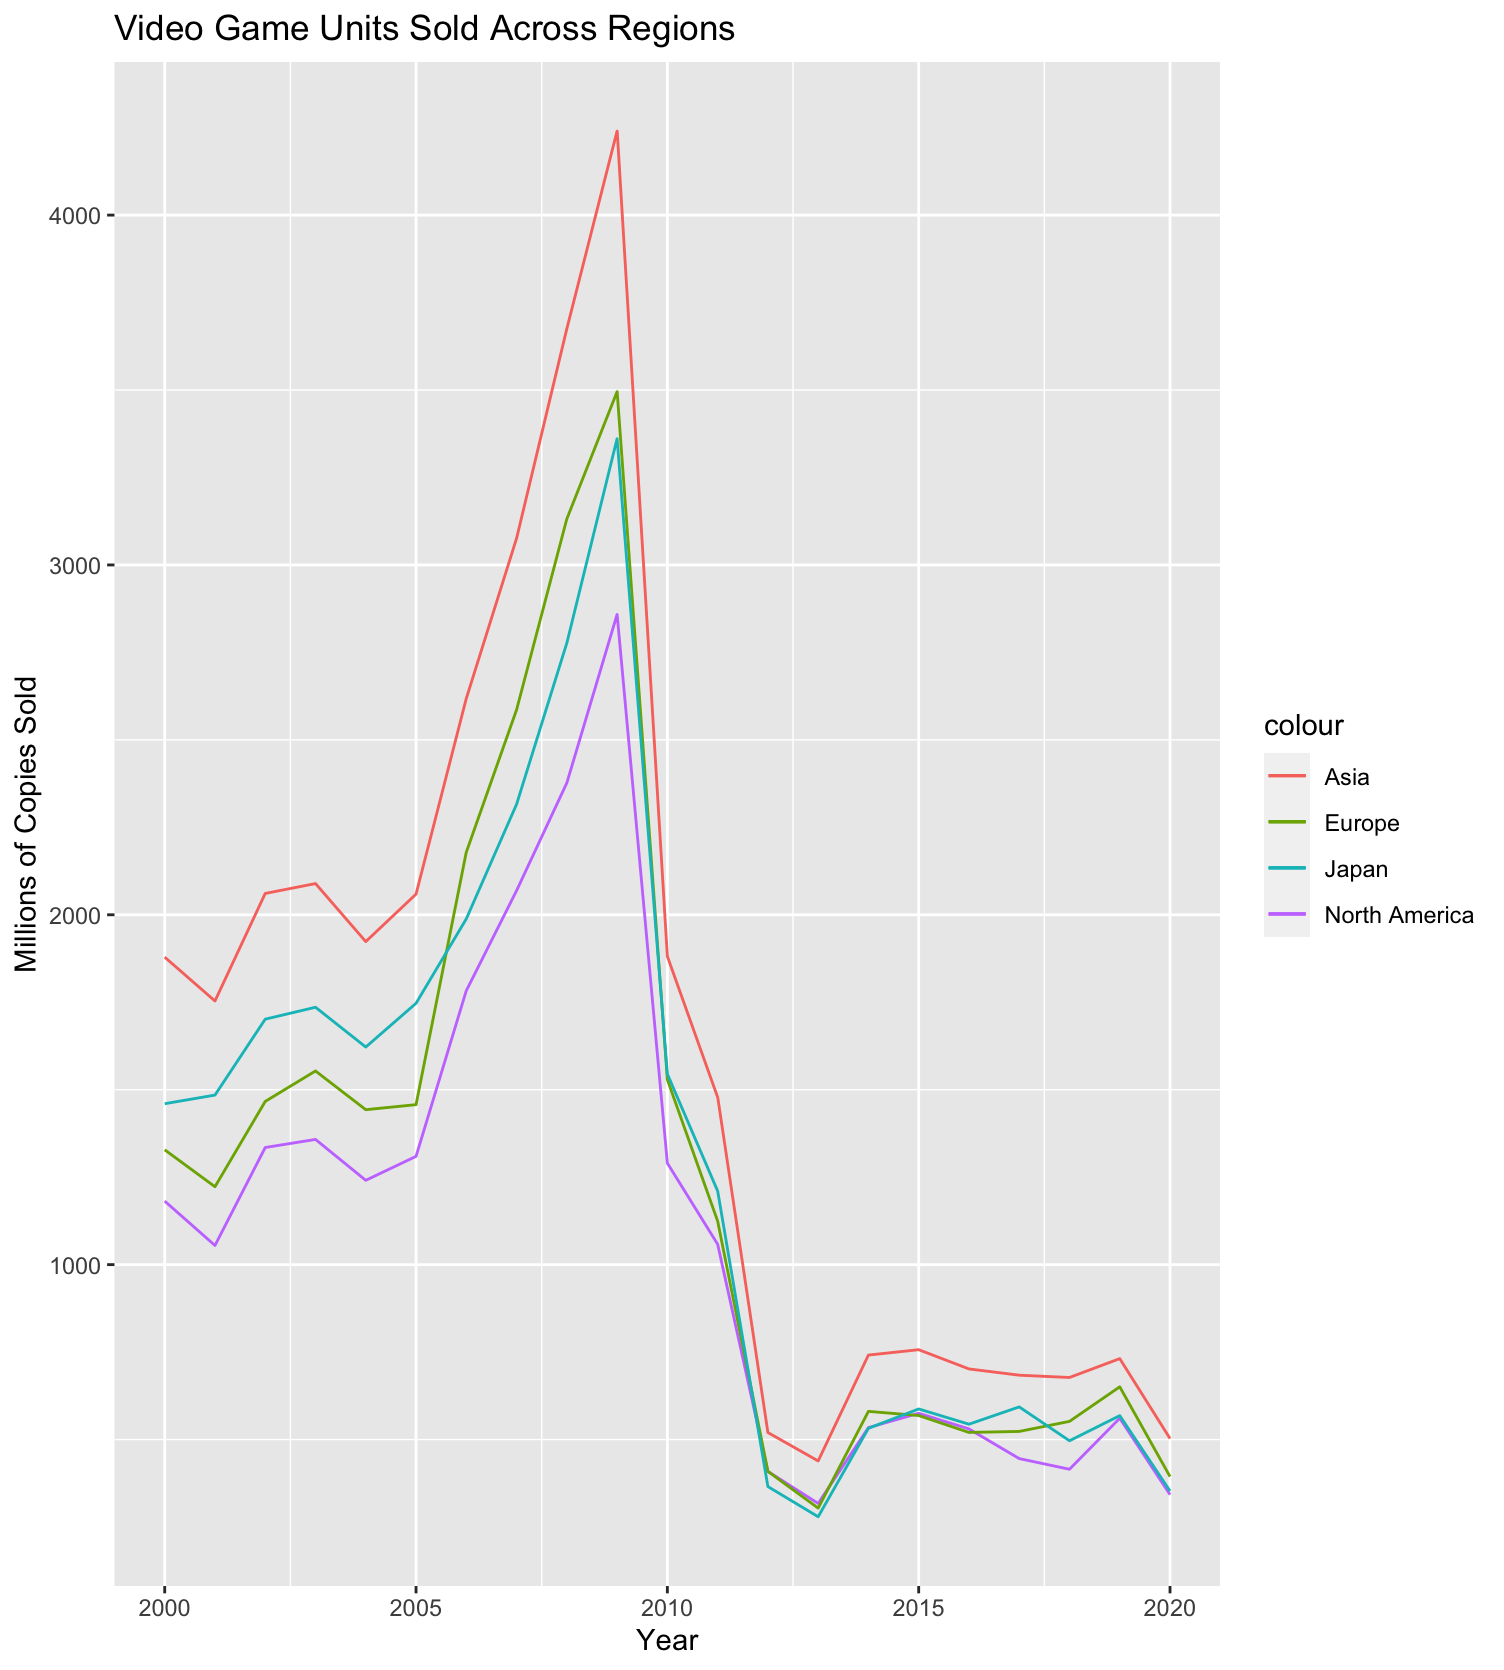 Video Game Units Sold Across Regions
Millions of Copies Sold
4000
3000
2000
1000
2000 2005 2010 2015 2020
Year
colour
Asia
Europe
Japan
North America